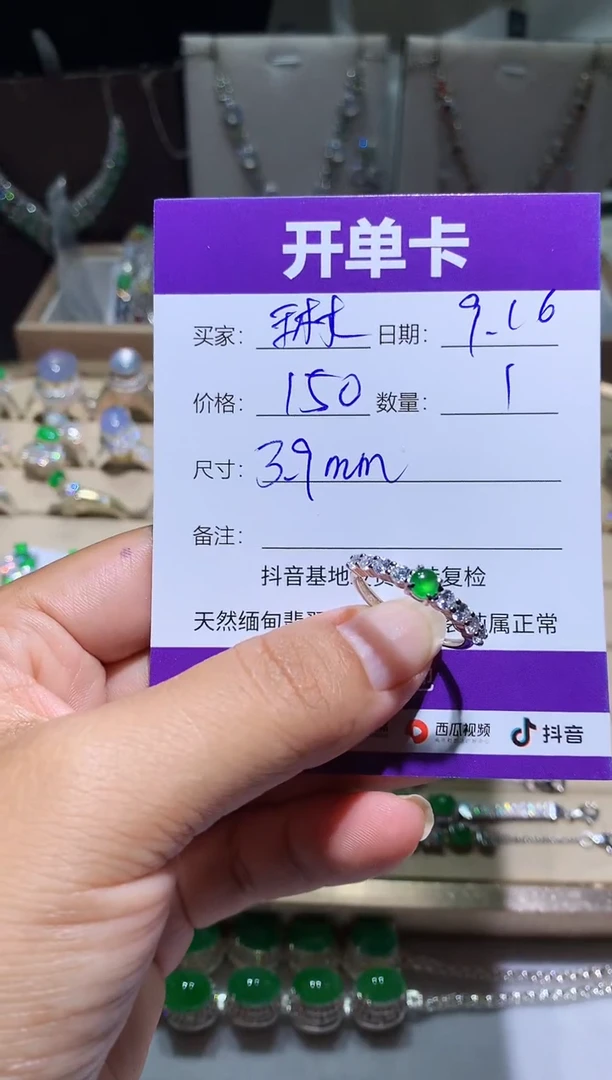 开单卡
买家: 琳 日期: 9.16
价格: 150 数量: 1
尺寸: 3.9mm
备注:
抖音基地 复检
天然缅甸翡 属正常
西瓜视频 抖音